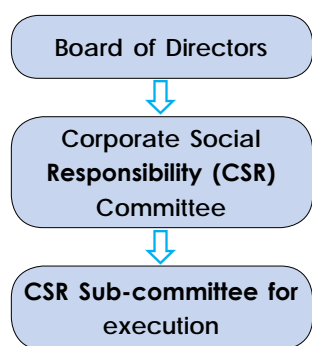 Board of Directors
Corporate Social
Responsibility (CSR)
Committee
CSR Sub-committee for
execution